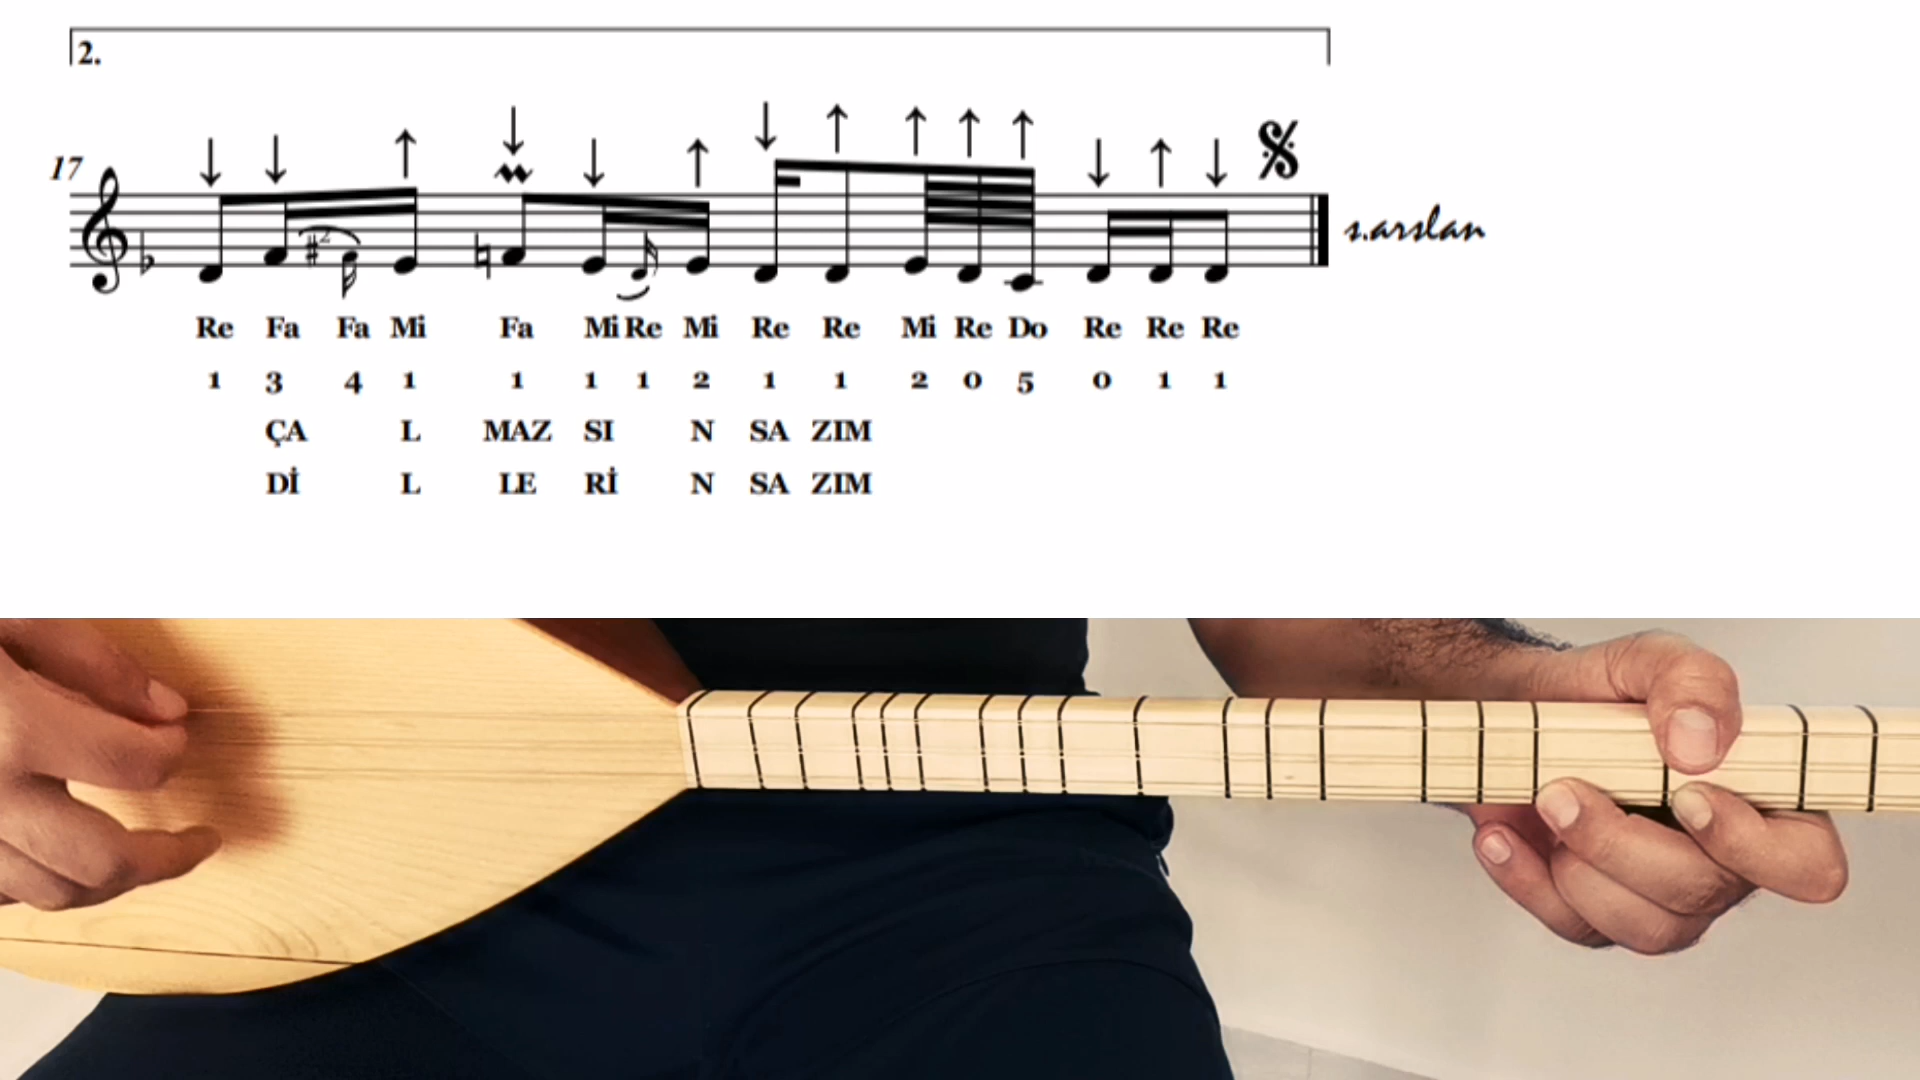 2.
17
s.arslan
#2
Re Fa Fa Mi Fa Mi Re Mi Re Re Mi Re Do Re Re Re
1 3 4 1 1 1 1 2 1 1 2 0 5 0 1 1
ÇA L MAZ SI N SA ZIM
DİL L LE Rİ N SA ZIM